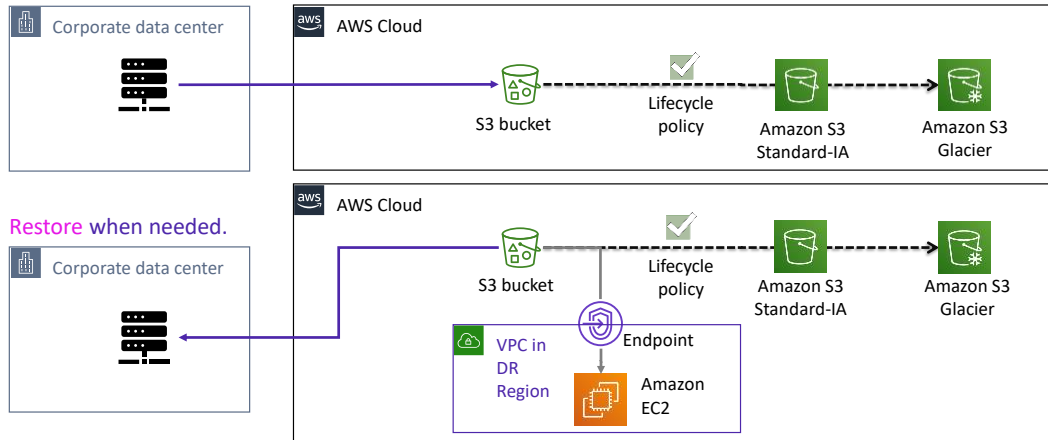 Corporate data center
aws
AWS Cloud
S3 bucket
Lifecycle
policy
Amazon S3
Standard-IA
Amazon S3
Glacier
Restore when needed.
Corporate data center
aws
AWS Cloud
S3 bucket
Lifecycle
policy
Amazon S3
Standard-IA
Amazon S3
Glacier
VPC in
DR
Region
Endpoint
Amazon
EC2